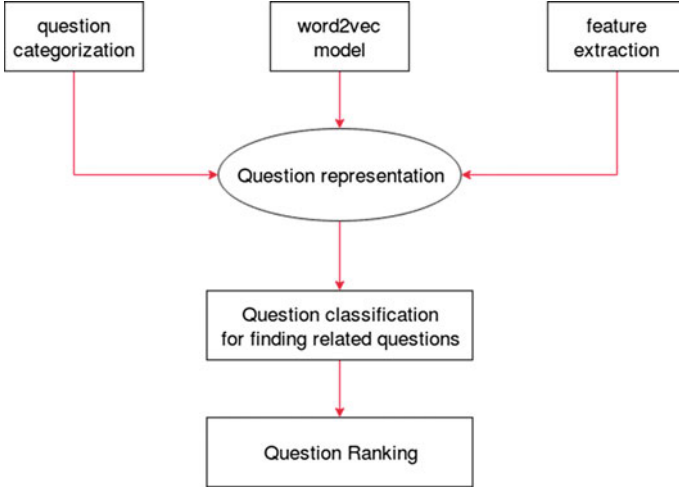 question
categorization
word2vec
model
feature
extraction
Question representation
Question classification
for finding related questions
Question Ranking